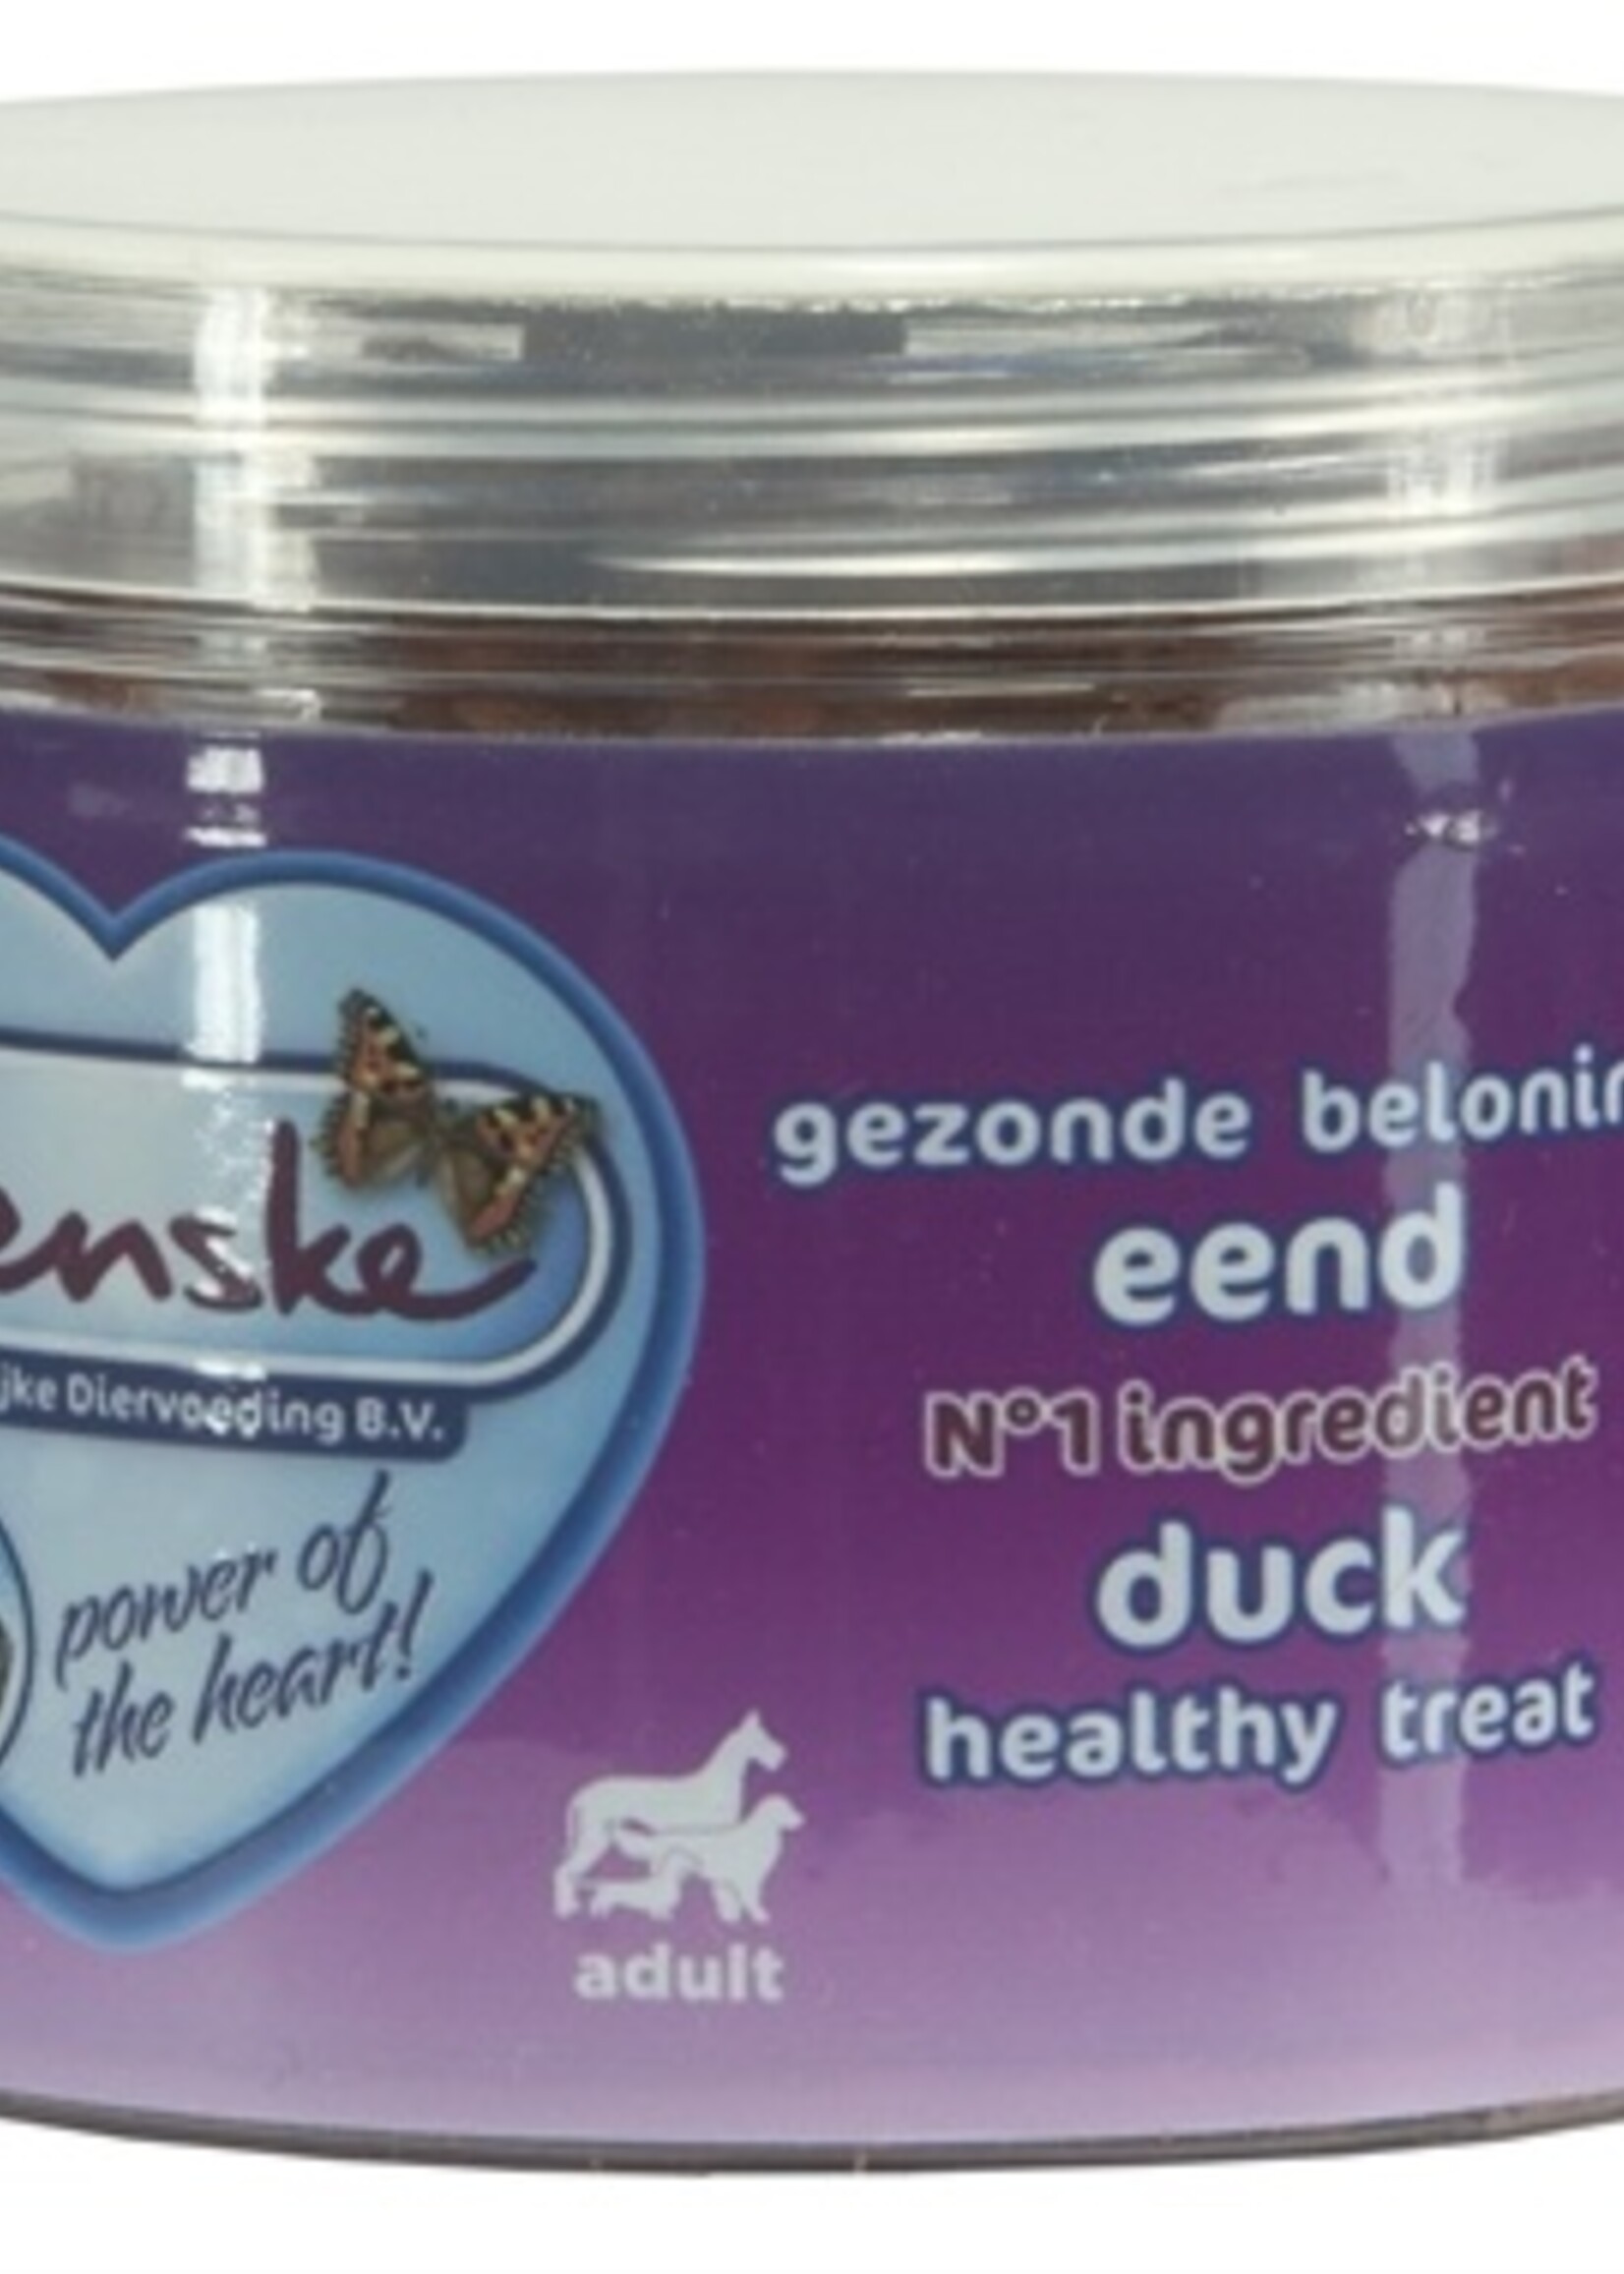 gezonde belonin
eend
N°1 ingredient
duck
healthy treat
enske
jke Diervoeding B.V.
power of
the heart!
adult